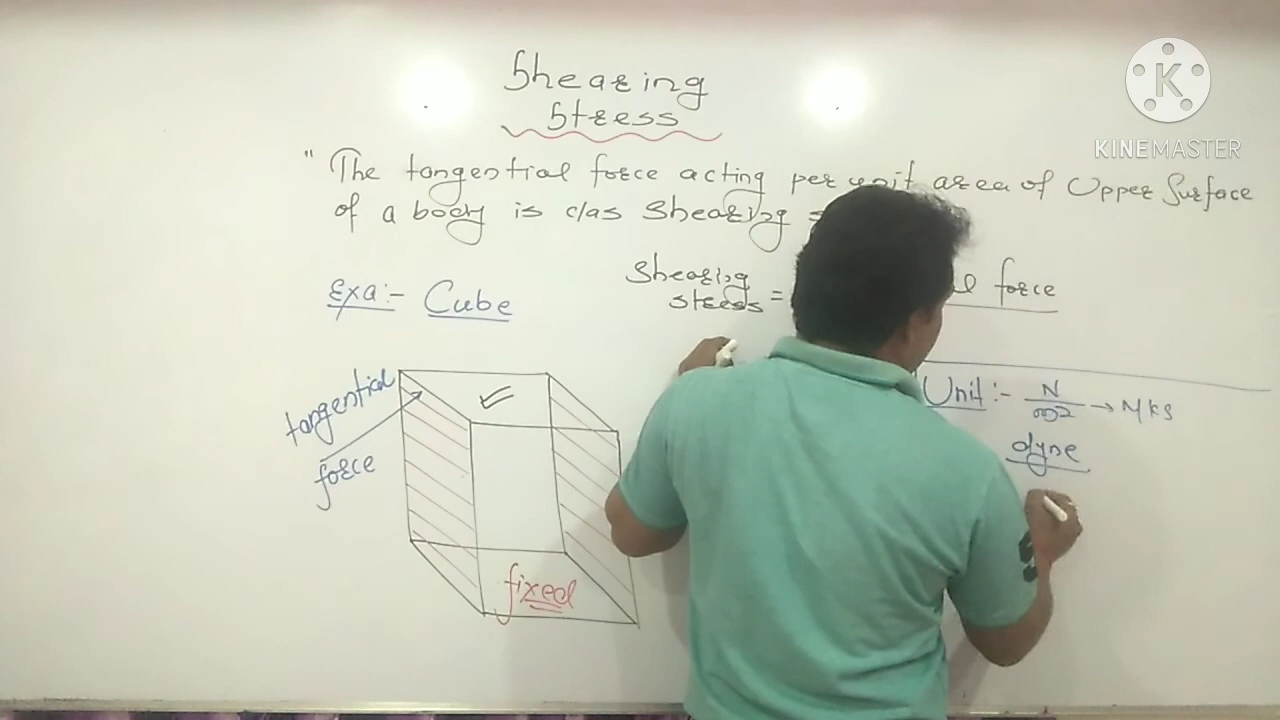 Shearing
Stress
" The tangential force acting per unit area of Upper Surface
of a body is c/as Shearing
Exa:- Cube
Shearing
stress =
force
tangential
force
fixed
Unit:- N
m2 → MKS
dyne
KINEMASTER